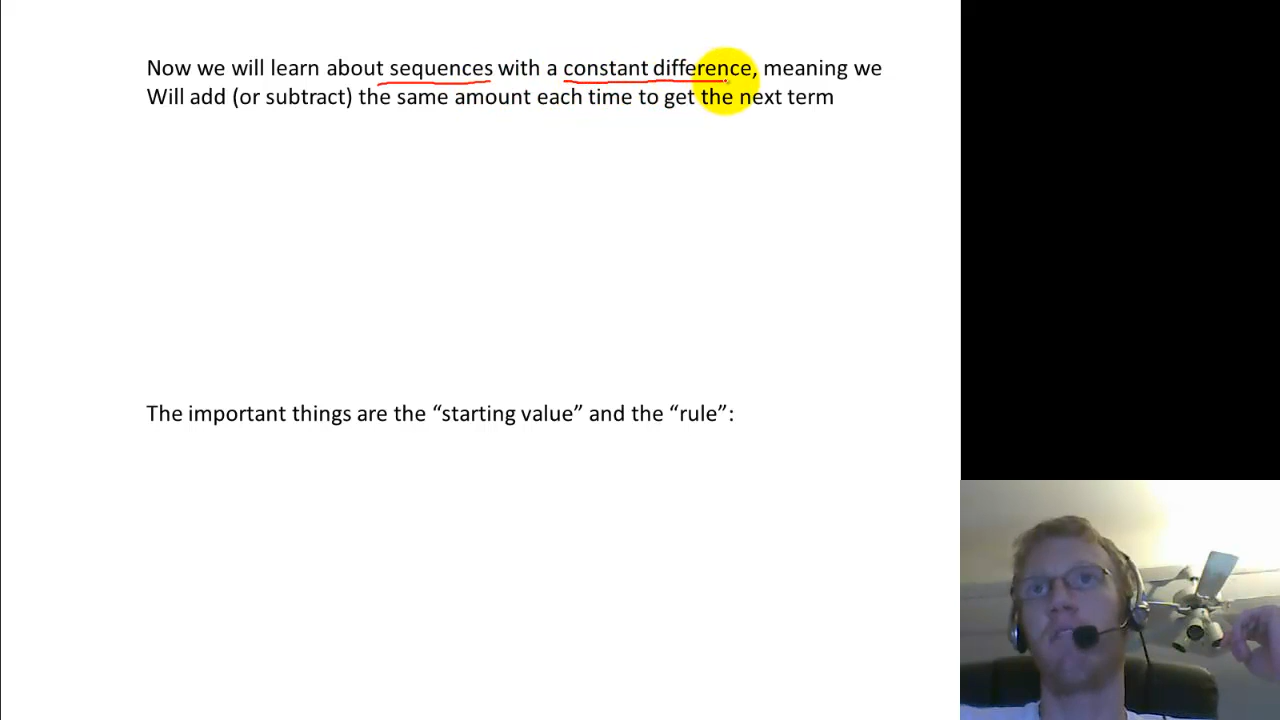 Now we will learn about sequences with a constant difference, meaning we
Will add (or subtract) the same amount each time to get the next term
The important things are the “starting value” and the “rule”: